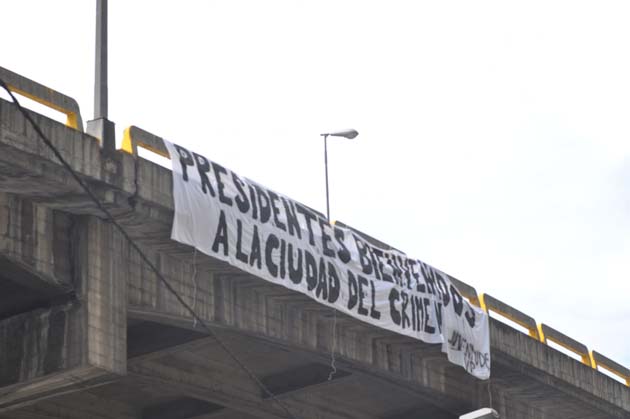 PRESIDENTES BIENVENIDOS
A LA CIUDAD DEL CRIMEN